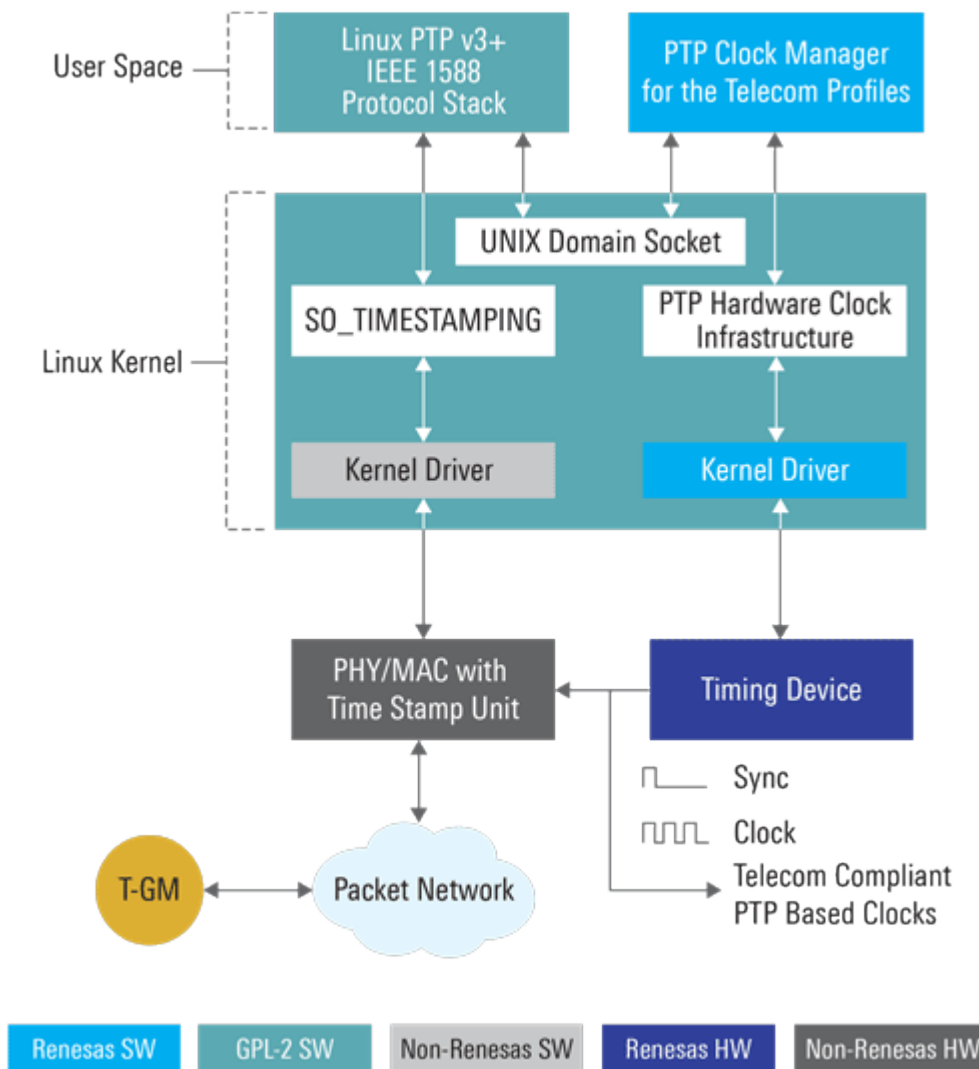 User Space
Linux PTP v3+
IEEE 1588
Protocol Stack
PTP Clock Manager
for the Telecom Profiles
Linux Kernel
UNIX Domain Socket
SO_TIMESTAMPING
PTP Hardware Clock
Infrastructure
Kernel Driver
Kernel Driver
PHY/MAC with
Time Stamp Unit
Timing Device
Sync
Clock
Telecom Compliant
PTP Based Clocks
T-GM
Packet Network
Renesas SW
GPL-2 SW
Non-Renesas SW
Renesas HW
Non-Renesas HW